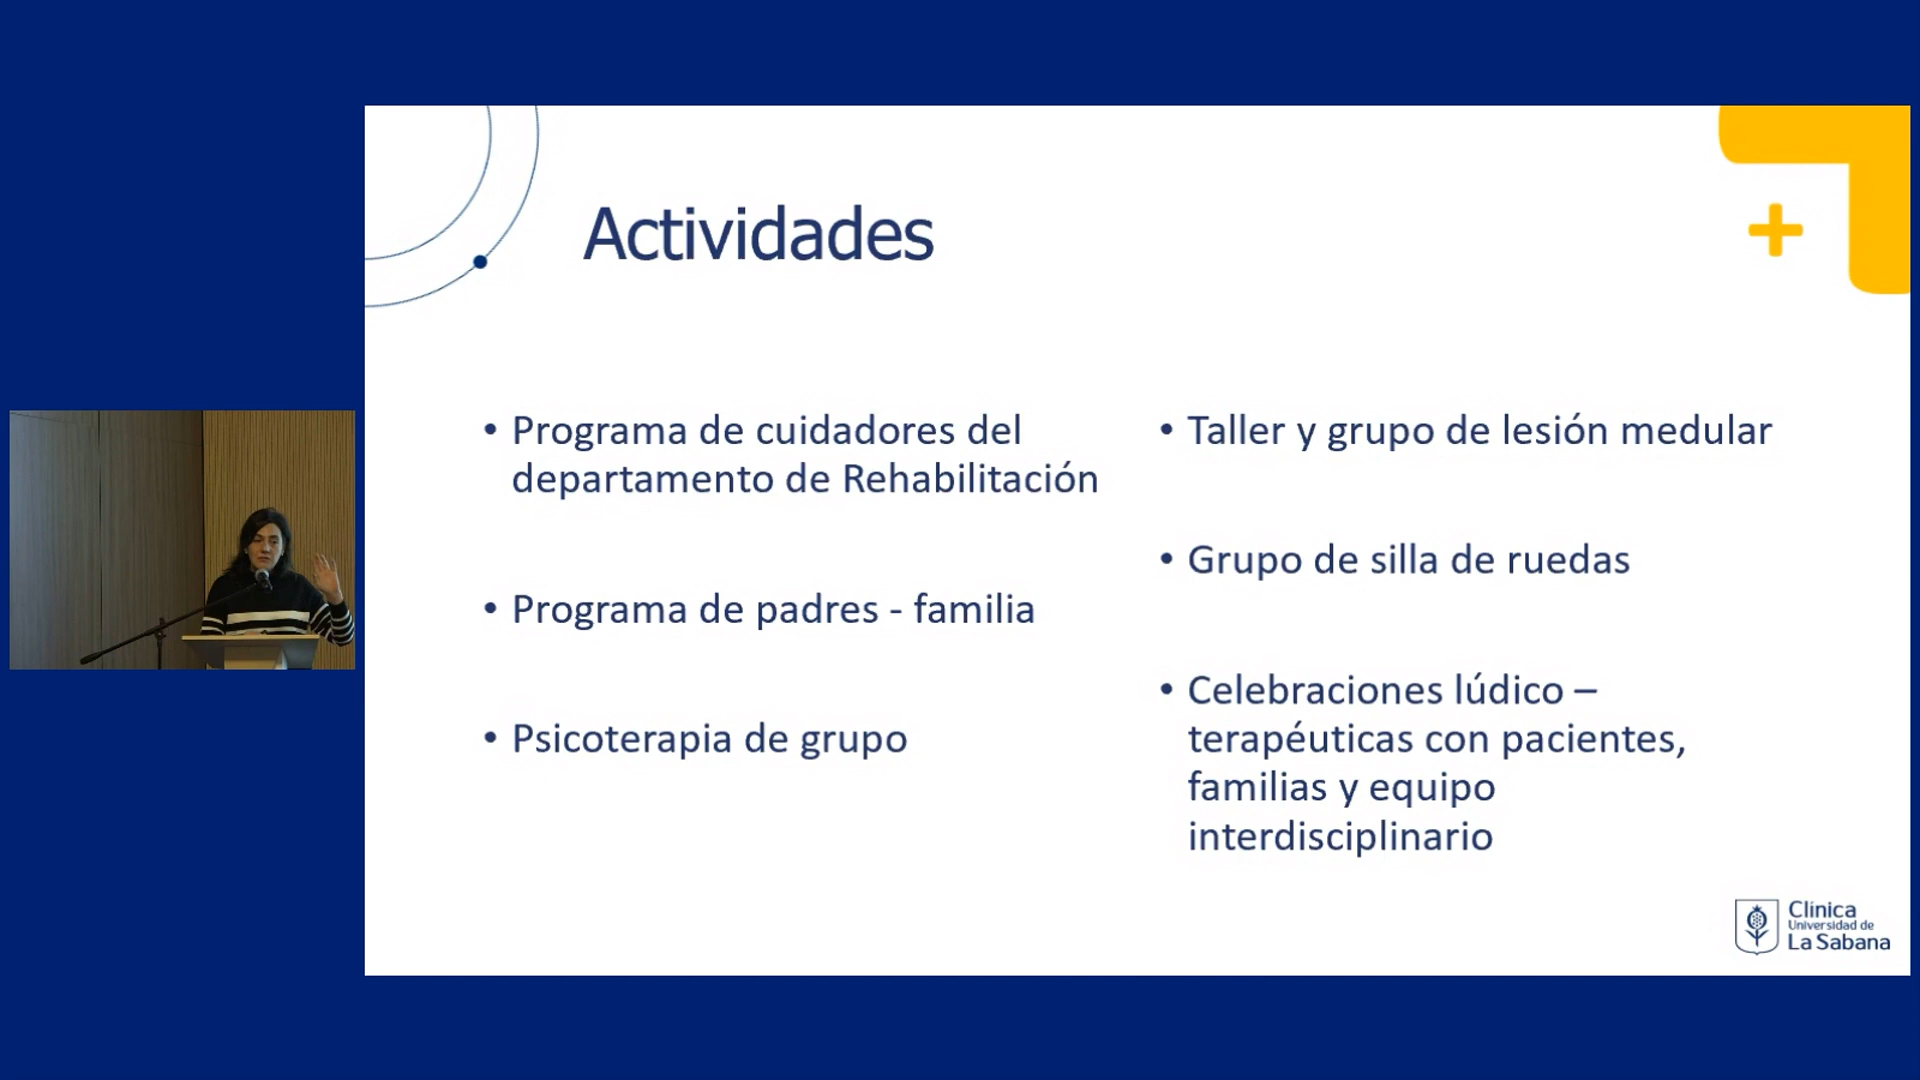 Actividades
• Programa de cuidadores del
departamento de Rehabilitación
• Programa de padres - familia
• Psicoterapia de grupo
• Taller y grupo de lesión medular
• Grupo de silla de ruedas
• Celebraciones lúdico –
terapéuticas con pacientes,
familias y equipo
interdisciplinario
Clínica
Universidad de
La Sabana